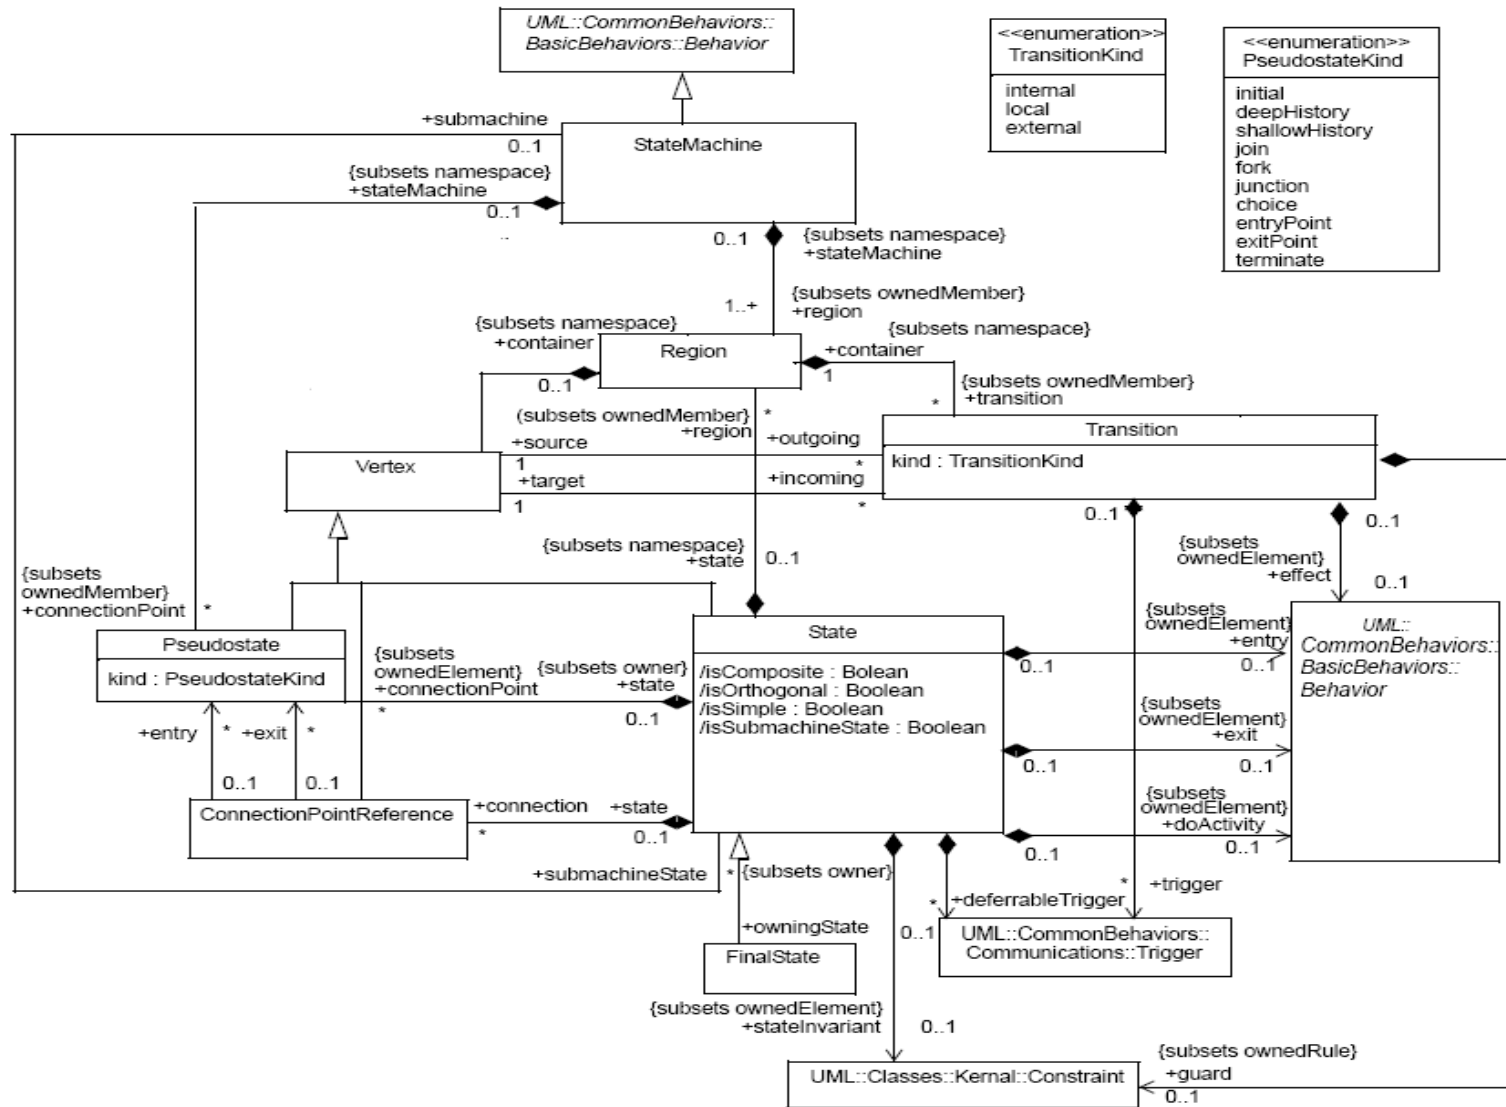 UML::CommonBehaviors::
BasicBehaviors::Behavior
<<enumeration>>
TransitionKind
internal
local
external
<<enumeration>>
PseudostateKind
initial
deepHistory
shallowHistory
join
fork
junction
choice
entryPoint
exitPoint
terminate
+submachine
0..1
StateMachine
{subsets namespace}
+stateMachine
0..1
..
0..1
{subsets namespace}
+stateMachine
1..+
{subsets ownedMember}
+region
{subsets namespace}
+container
0..1
Region
{subsets namespace}
+container
1
{subsets ownedMember}
* +transition
(subsets ownedMember}
+region
*
+source
1
+outgoing
*
+target
1
+incoming
*
Vertex
Transition
kind : TransitionKind
0..1
0..1
{subsets
ownedElement}
+effect
0..1
{subsets namespace}
+state
0..1
{subsets
ownedMember}
+connectionPoint
*
Pseudostate
kind : PseudostateKind
{subsets
ownedElement}
+connectionPoint
*
{subsets owner}
+state
0..1
State
/isComposite : Bolean
/isOrthogonal : Boolean
/isSimple : Boolean
/isSubmachineState : Boolean
{subsets
ownedElement}
+entry
0..1
0..1
UML::
CommonBehaviors::
BasicBehaviors::
Behavior
{subsets
ownedElement}
+exit
0..1
0..1
{subsets
ownedElement}
+doActivity
0..1
0..1
+entry
*
+exit
*
0..1
0..1
ConnectionPointReference
+connection
*
+state
0..1
+submachineState
*
{subsets owner}
+owningState
0..1
*
+deferrableTrigger
*
+trigger
FinalState
UML::CommonBehaviors::
Communications::Trigger
{subsets ownedElement}
+stateInvariant
0..1
UML::Classes::Kernal::Constraint
{subsets ownedRule}
+guard
0..1